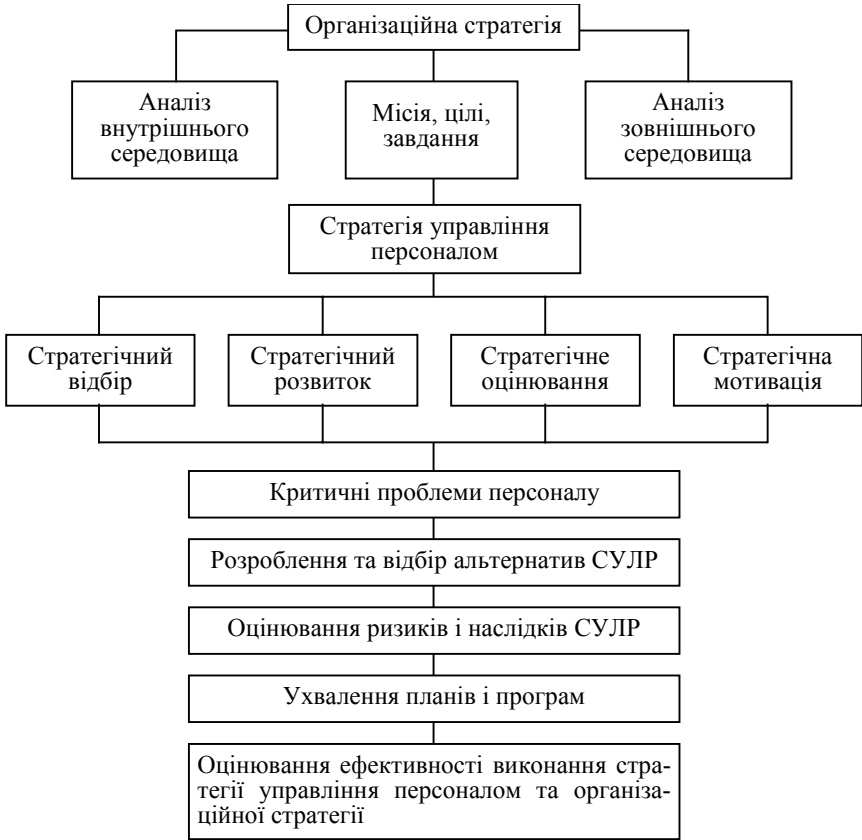 Організаційна стратегія
Аналіз
внутрішнього
середовища
Місія, цілі,
завдання
Аналіз
зовнішнього
середовища
Стратегія управління
персоналом
Стратегічний
відбір
Стратегічний
розвиток
Стратегічне
оцінювання
Стратегічна
мотивація
Критичні проблеми персоналу
Розроблення та відбір альтернатив СУЛР
Оцінювання ризиків і наслідків СУЛР
Ухвалення планів і програм
Оцінювання ефективності виконання стра-
тегії управління персоналом та організа-
ційної стратегії